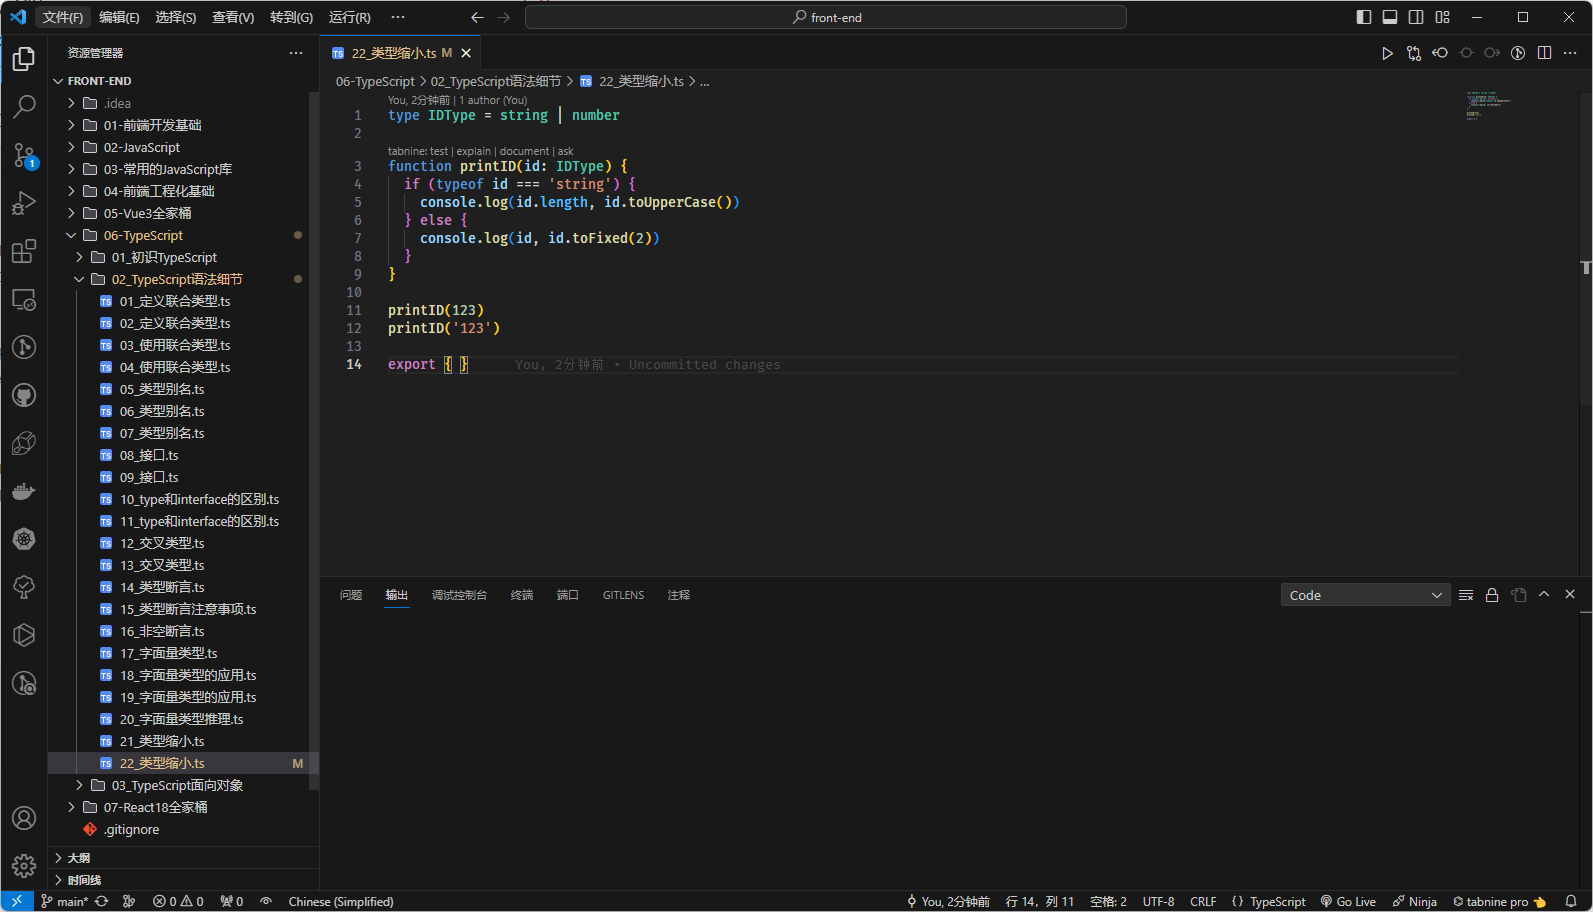 文件(F) 编辑(E) 选择(S) 查看(V) 转到(G) 运行(R) ··· front-end
资源管理器 ···
FRONT-END
.idea
01-前端开发基础
02-JavaScript
03-常用的JavaScript库
04-前端工程化基础
05-Vue3全家桶
06-TypeScript
01_初识TypeScript
02_TypeScript语法细节
TS 01_定义联合类型.ts
TS 02_定义联合类型.ts
TS 03_使用联合类型.ts
TS 04_使用联合类型.ts
TS 05_类型别名.ts
TS 06_类型别名.ts
TS 07_类型别名.ts
TS 08_接口.ts
TS 09_接口.ts
TS 10_type和interface的区别.ts
TS 11_type和interface的区别.ts
TS 12_交叉类型.ts
TS 13_交叉类型.ts
TS 14_类型断言.ts
TS 15_类型断言注意事项.ts
TS 16_非空断言.ts
TS 17_字面量类型.ts
TS 18_字面量类型的应用.ts
TS 19_字面量类型的应用.ts
TS 20_字面量类型推理.ts
TS 21_类型缩小.ts
TS 22_类型缩小.ts M
03_TypeScript面向对象
07-React18全家桶
.gitignore
大纲
时间线
1
TS 22_类型缩小.ts M
06-TypeScript > 02_TypeScript语法细节 > TS 22_类型缩小.ts > ...
You, 2分钟前 | 1 author (You)
1 type IDType = string | number
2
tabnine: test | explain | document | ask
3 function printID(id: IDType) {
4 if (typeof id === 'string') {
5 console.log(id.length, id.toUpperCase())
6 } else {
7 console.log(id, id.toFixed(2))
8 }
9 }
10
11 printID(123)
12 printID('123')
13
14 export { } You, 2分钟前 • Uncommitted changes
问题 输出 调试控制台 终端 端口 GITLENS 注释 Code
main* 0 0 0 Chinese (Simplified) You, 2分钟前 行 14，列 11 空格: 2 UTF-8 CRLF { } TypeScript Go Live Ninja tabnine pro